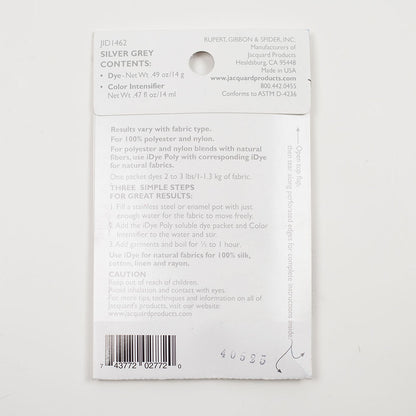 JID1462
SILVER GREY
CONTENTS:
• Dye - Net Wt .49 oz/14 g
• Color Intensifier
Net Wt .47 fl oz/14 ml
RUPERT, GIBBON & SPIDER, INC.
Manufacturers of
Jacquard Products
Healdsburg, CA 95448
Made in USA
www.jacquardproducts.com
800.442.0455
Conforms to ASTM D-4236
Results vary with fabric type.
For 100% polyester and nylon.
For polyester and nylon blends with natural
fibers, use iDye Poly with corresponding iDye
for natural fabrics.
One packet dyes 2 to 3 lbs/1-1.3 kg of fabric.
THREE SIMPLE STEPS
FOR GREAT RESULTS:
1. Fill a stainless steel or enamel pot with just
enough water for the fabric to move freely.
2. Add the iDye Poly soluble dye packet and Color
Intensifier to the water and stir.
3. Add garments and boil for ½ to 1 hour.
Use iDye for natural fabrics for 100% silk,
cotton, linen and rayon.
CAUTION
Keep out of reach of children.
Avoid inhalation and contact with eyes.
For more tips, techniques and information on all of
Jacquard's products, visit our website:
www.jacquardproducts.com
Open top flap,
then tear along perforated edges for complete
instructions inside
7 43772 02772 0
40595